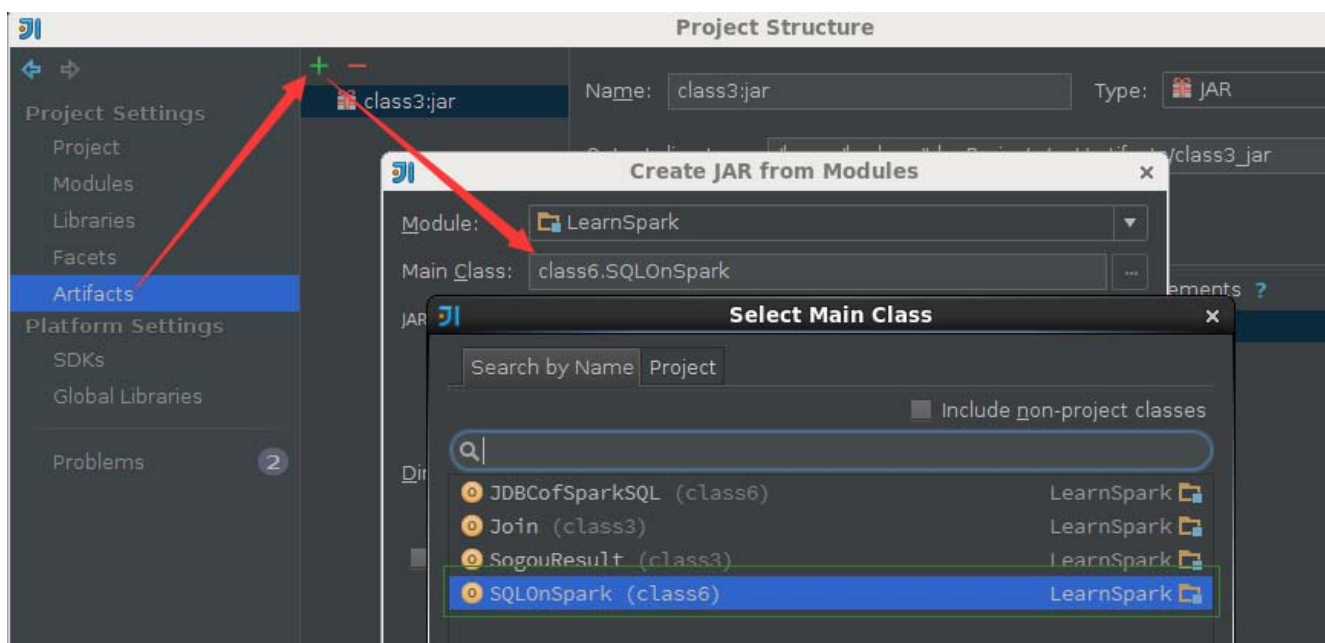 Project Structure
Project Settings
Project
Modules
Libraries
Facets
Artifacts
Platform Settings
SDKs
Global Libraries
Problems 2
class3:jar
Name: class3:jar Type: JAR
/class3_jar
ements ?
Create JAR from Modules
Module: LearnSpark
Main Class: class6.SQLOnSpark ...
JAR
Dir
Select Main Class
Search by Name Project
Include non-project classes
JDBCofSparkSQL (class6) LearnSpark
Join (class3) LearnSpark
SogouResult (class3) LearnSpark
SQLOnSpark (class6) LearnSpark